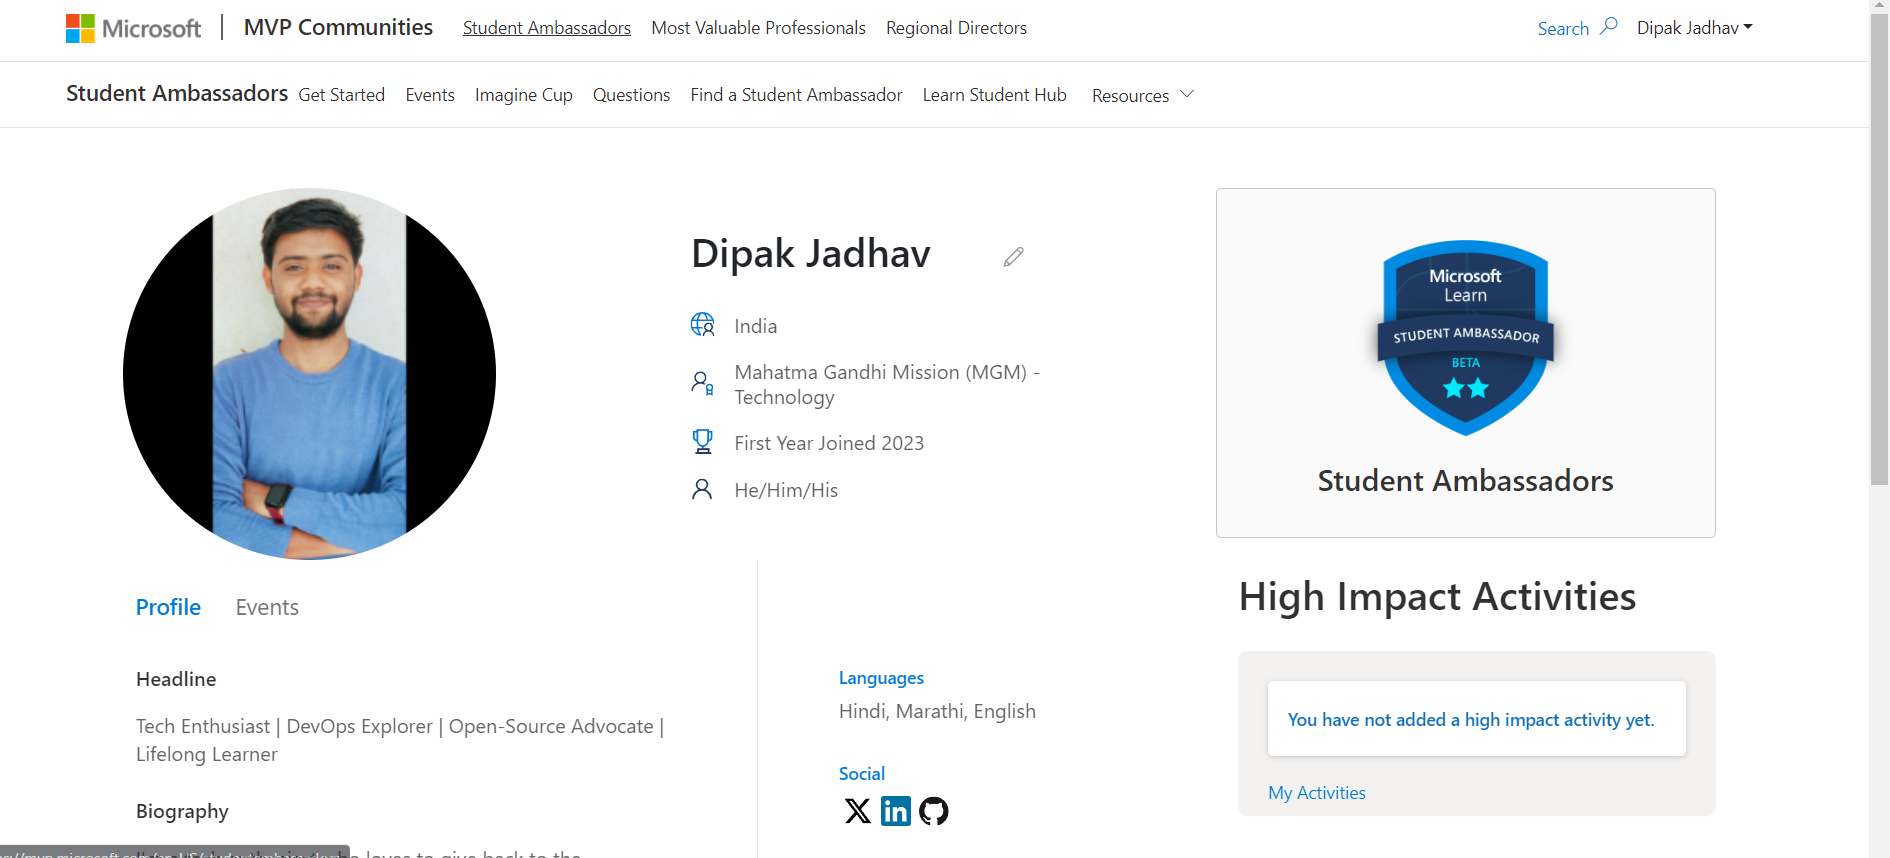 Microsoft | MVP Communities Student Ambassadors Most Valuable Professionals Regional Directors Search Dipak Jadhav
Student Ambassadors Get Started Events Imagine Cup Questions Find a Student Ambassador Learn Student Hub Resources
Dipak Jadhav
India
Mahatma Gandhi Mission (MGM) -
Technology
First Year Joined 2023
He/Him/His
Microsoft
Learn
STUDENT AMBASSADOR
BETA
Student Ambassadors
Profile Events
Headline
Tech Enthusiast | DevOps Explorer | Open-Source Advocate |
Lifelong Learner
Biography
Languages
Hindi, Marathi, English
Social
X in
High Impact Activities
You have not added a high impact activity yet.
My Activities
loves to give back to the